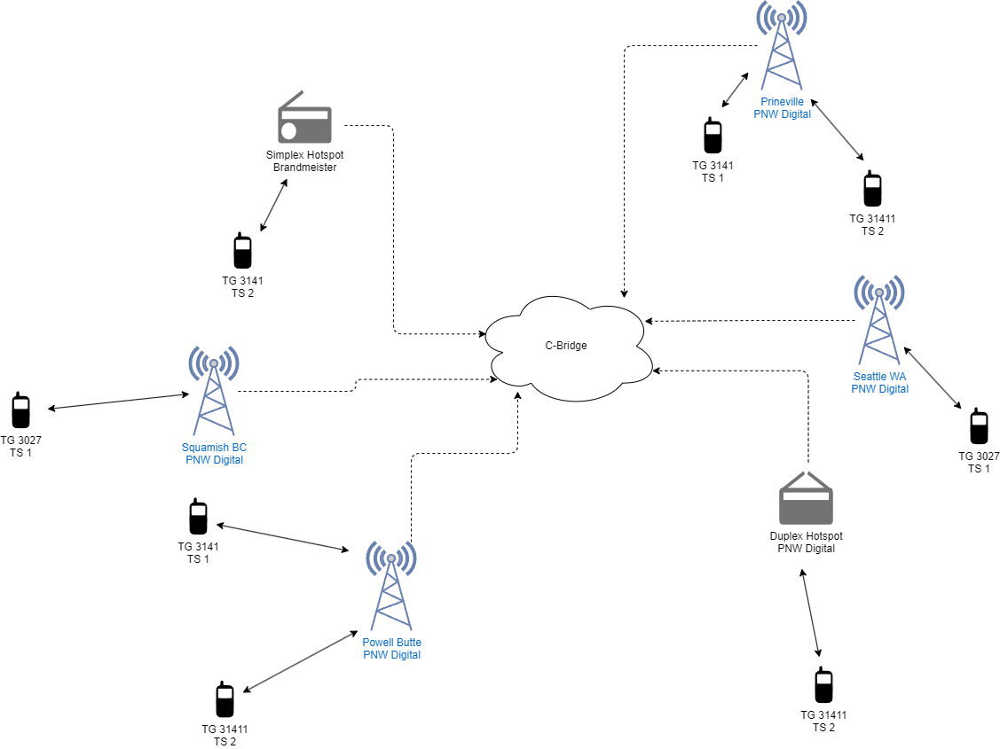 Prineville
PNW Digital
TG 3141
TS 1
TG 31411
TS 2
Simplex Hotspot
Brandmeister
TG 3141
TS 2
C-Bridge
Seattle WA
PNW Digital
TG 3027
TS 1
Squamish BC
PNW Digital
TG 3027
TS 1
TG 3141
TS 1
Duplex Hotspot
PNW Digital
Powell Butte
PNW Digital
TG 31411
TS 2
TG 31411
TS 2